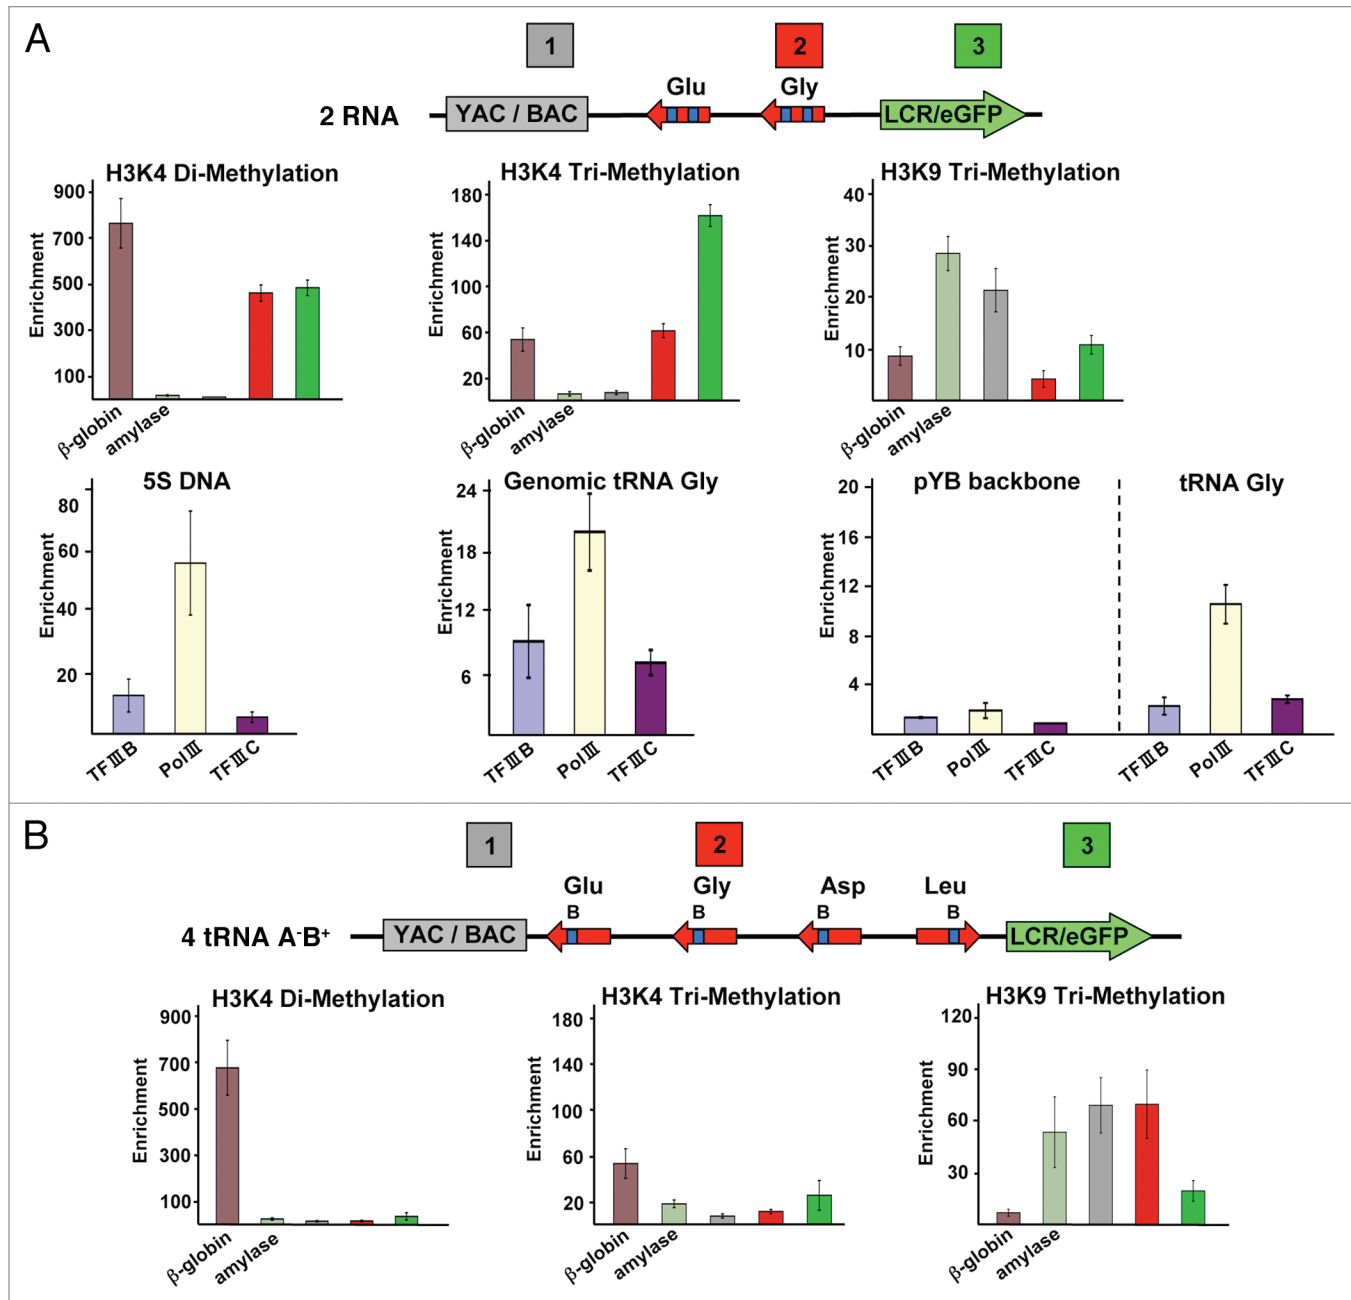 A
1 2 3
Glu Gly
2 RNA YAC / BAC LCR/eGFP
H3K4 Di-Methylation
Enrichment
900
700
500
300
100
β-globin amylase
H3K4 Tri-Methylation
Enrichment
180
140
100
60
20
β-globin amylase
H3K9 Tri-Methylation
Enrichment
40
30
20
10
β-globin amylase
5S DNA
Enrichment
80
60
40
20
TFⅢB PolⅢ TFⅢC
Genomic tRNA Gly
Enrichment
24
18
12
6
TFⅢB PolⅢ TFⅢC
pYB backbone tRNA Gly
Enrichment
20
16
12
8
4
TFⅢB PolⅢ TFⅢC TFⅢB PolⅢ TFⅢC
B
1 2 3
Glu Gly Asp Leu
B B B B
4 tRNA A⁻B⁺ YAC / BAC LCR/eGFP
H3K4 Di-Methylation
Enrichment
900
700
500
300
100
β-globin amylase
H3K4 Tri-Methylation
Enrichment
180
140
100
60
20
β-globin amylase
H3K9 Tri-Methylation
Enrichment
120
90
60
30
β-globin amylase